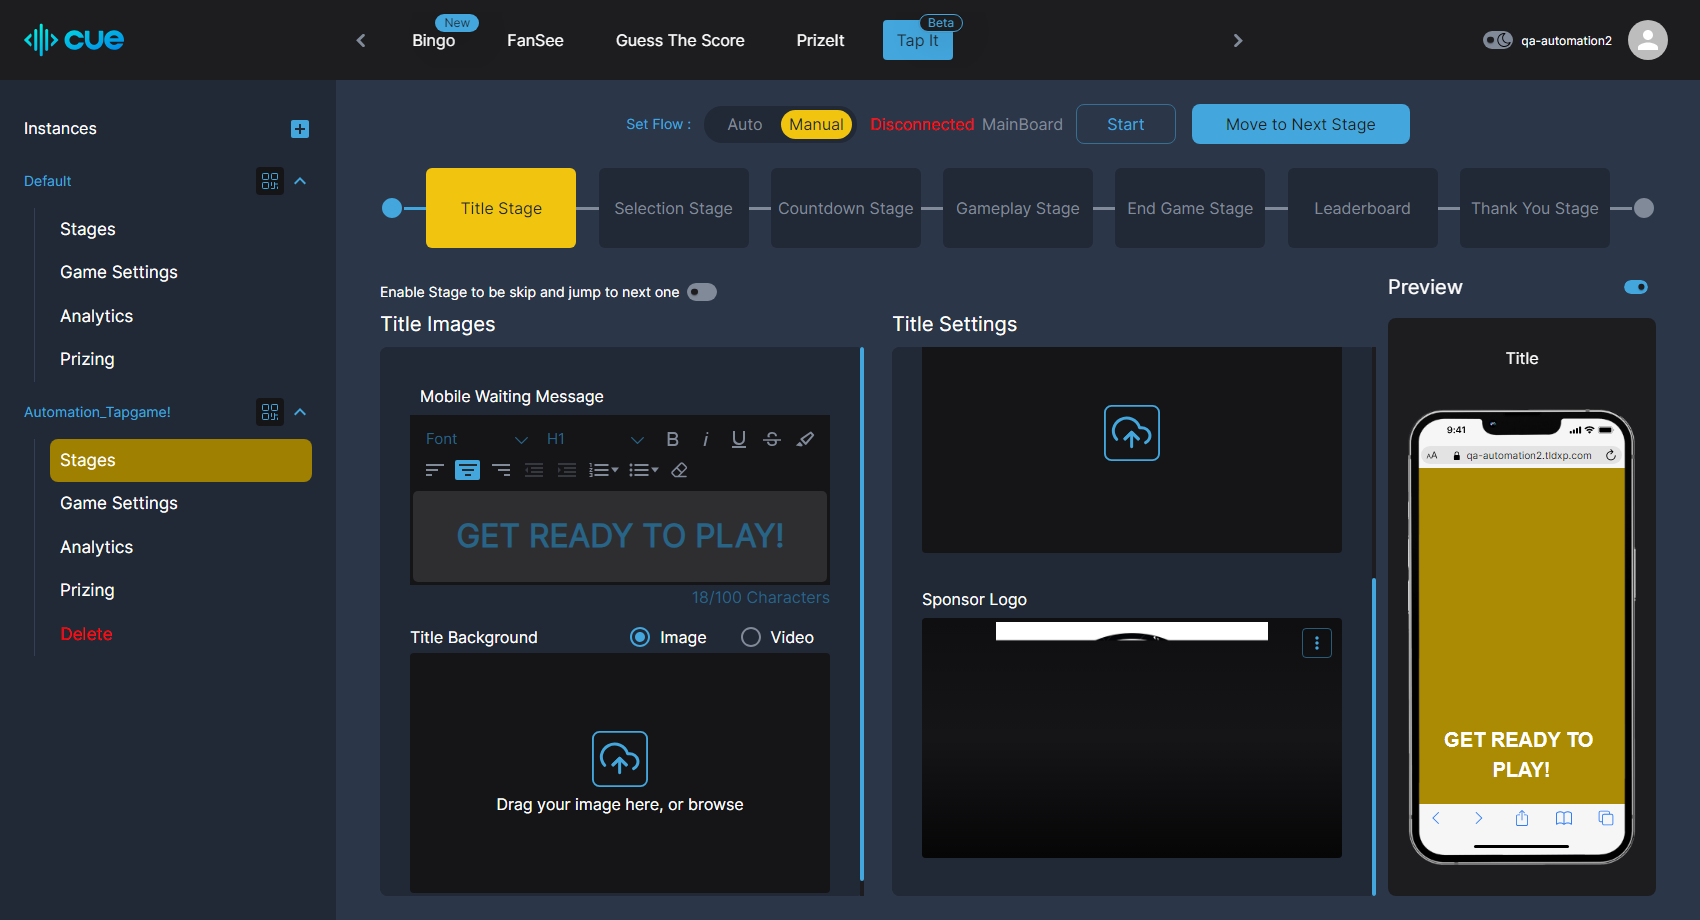 cue
New
Bingo
FanSee
Guess The Score
PrizeIt
Beta
Tap It
qa-automation2
Instances
Default
Stages
Game Settings
Analytics
Prizing
Automation_Tapgame!
Stages
Game Settings
Analytics
Prizing
Delete
Set Flow :
Auto
Manual
Disconnected MainBoard
Start
Move to Next Stage
Title Stage
Selection Stage
Countdown Stage
Gameplay Stage
End Game Stage
Leaderboard
Thank You Stage
Enable Stage to be skip and jump to next one
Title Images
Mobile Waiting Message
Font
H1
B i U S
GET READY TO PLAY!
18/100 Characters
Title Background
Image
Video
Drag your image here, or browse
Title Settings
Sponsor Logo
Preview
Title
9:41
AA qa-automation2.tldxp.com
GET READY TO
PLAY!